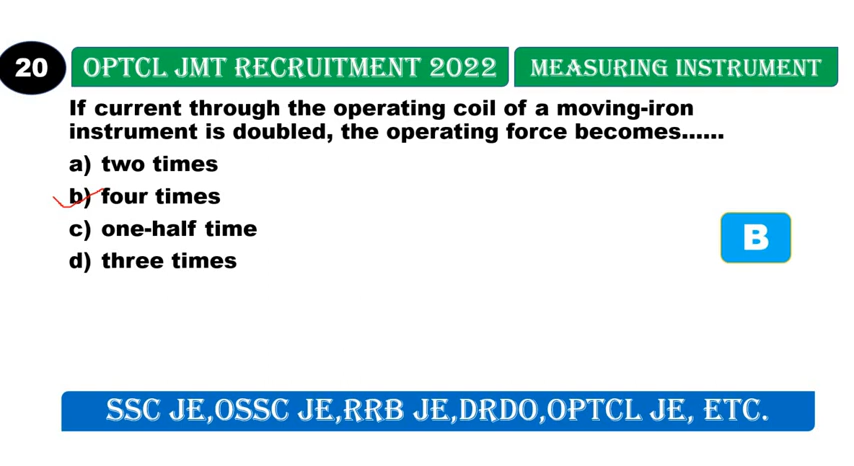 20
OPTCL JMT RECRUITMENT 2022
MEASURING INSTRUMENT
If current through the operating coil of a moving-iron
instrument is doubled, the operating force becomes......
a) two times
b) four times
c) one-half time
d) three times
B
SSC JE,OSSC JE,RRB JE,DRDO,OPTCL JE, ETC.